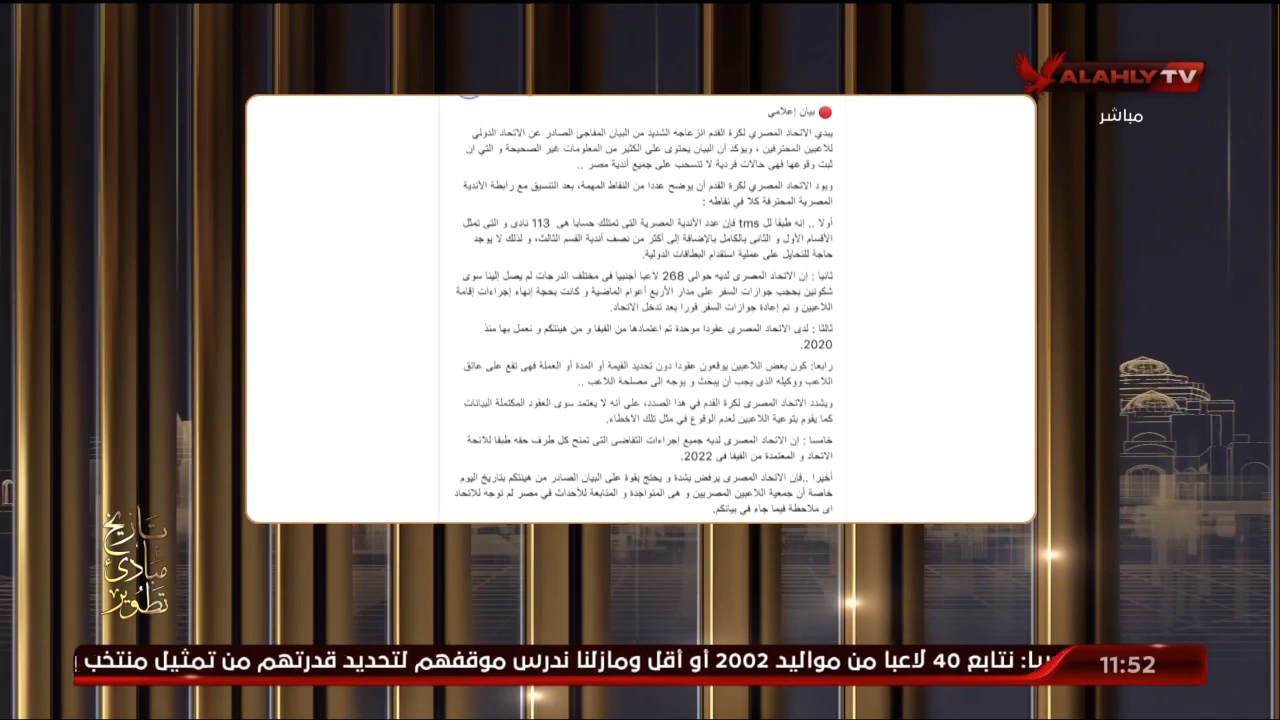 ALAHLY TV
مباشر
بيان إعلامي
يبدي الاتحاد المصري لكرة القدم انزعاجه الشديد من البيان المفاجئ الصادر عن الاتحاد الدولي
للاعبين المحترفين ، ويؤكد أن البيان يحتوى على الكثير من المعلومات غير الصحيحة و التي إن
ثبت وقوعها فهى حالات فردية لا تنسحب على جميع أندية مصر ..
ويود الاتحاد المصري لكرة القدم أن يوضح عددا من النقاط المهمة، بعد التنسيق مع رابطة الأندية
المصرية المحترفة كلا في نقاطه :
أولا .. إنه طبقا لل tms فإن عدد الأندية المصرية التى تمتلك حسابا هى 113 نادى و التى تمثل
الأقسام الأول و الثانى بالكامل بالإضافة إلى أكثر من نصف أندية القسم الثالث، و لذلك لا يوجد
حاجة للتحايل على عملية استقدام البطاقات الدولية.
ثانيا : إن الاتحاد المصرى لديه حوالى 268 لاعبا أجنبيا فى مختلف الدرجات لم يصل إلينا سوى
شكوتين بحجب جوازات السفر على مدار الأربع أعوام الماضية و كانت بحجة إنهاء إجراءات إقامة
اللاعبين و تم إعادة جوازات السفر فورا بعد تدخل الاتحاد.
ثالثا : لدى الاتحاد المصري عقودا موحدة تم اعتمادها من الفيفا و من هيئتكم و نعمل بها منذ
2020.
رابعا: كون بعض اللاعبين يوقعون عقودا دون تحديد القيمة أو المدة أو العملة فهى تقع على عاتق
اللاعب ووكيله الذى يجب أن يبحث و يوجه إلى مصلحة اللاعب ..
ويشدد الاتحاد المصرى لكرة القدم في هذا الصدد، على أنه لا يعتمد سوى العقود المكتملة البيانات
كما يقوم بتوعية اللاعبين لعدم الوقوع في مثل تلك الاخطاء.
خامسا : إن الاتحاد المصرى لديه جميع إجراءات التقاضى التى تمنح كل طرف حقه طبقا للائحة
الاتحاد و المعتمدة من الفيفا فى 2022.
أخيرا ..فإن الاتحاد المصرى يرفض بشدة و يحتج بقوة على البيان الصادر من هيئتكم بتاريخ اليوم
خاصة أن جمعية اللاعبين المصريين و هى المتواجدة و المتابعة للأحداث في مصر لم توجه للاتحاد
اى ملاحظة فيما جاء في بيانكم.
تاريخ
مبادئ
تطوير
نتابع 40 لاعبا من مواليد 2002 أو أقل ومازلنا ندرس موقفهم لتحديد قدرتهم من تمثيل منتخب
11:52